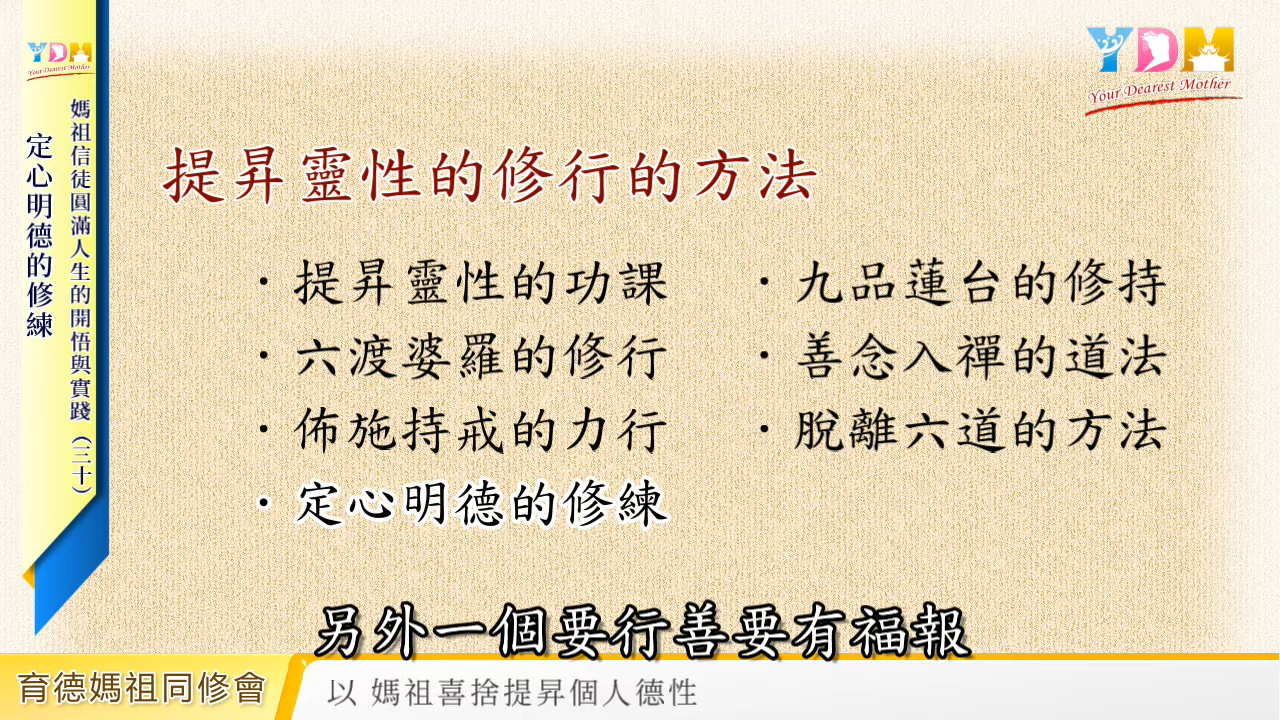 YDM
Your Dearest Mother
媽祖信徒圓滿人生的開悟與實踐（三十）
定心明德的修練
YDM
Your Dearest Mother
提昇靈性的修行的方法
・提昇靈性的功課
・六渡婆羅的修行
・佈施持戒的力行
・定心明德的修練
・九品蓮台的修持
・善念入禪的道法
・脫離六道的方法
另外一個要行善要有福報
育德媽祖同修會
以 媽祖喜捨提昇個人德性